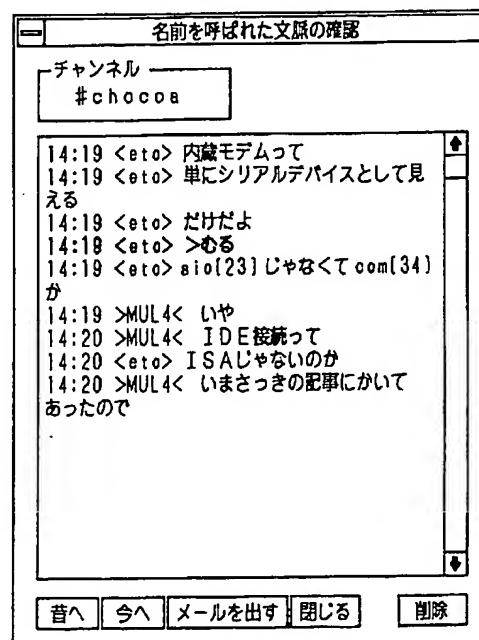 名前を呼ばれた文脈の確認
チャンネル
#chocoa
14:19 <eto> 内蔵モデムって
14:19 <eto> 単にシリアルデバイスとして見
える
14:19 <eto> だけだよ
14:19 <eto> >むる
14:19 <eto> sio(23)じゃなくてcom(34)
か
14:19 >MUL4< いや
14:20 >MUL4< IDE接続って
14:20 <eto> ISAじゃないのか
14:20 >MUL4< いまさっきの記事にかいて
あったので
昔へ 今へ メールを出す 閉じる 削除